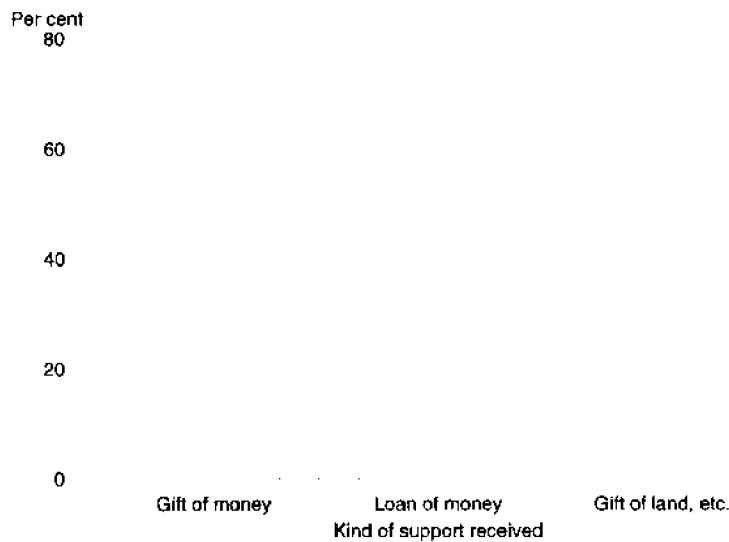 Per cent
80
60
40
20
0
Gift of money Loan of money Gift of land, etc.
Kind of support received